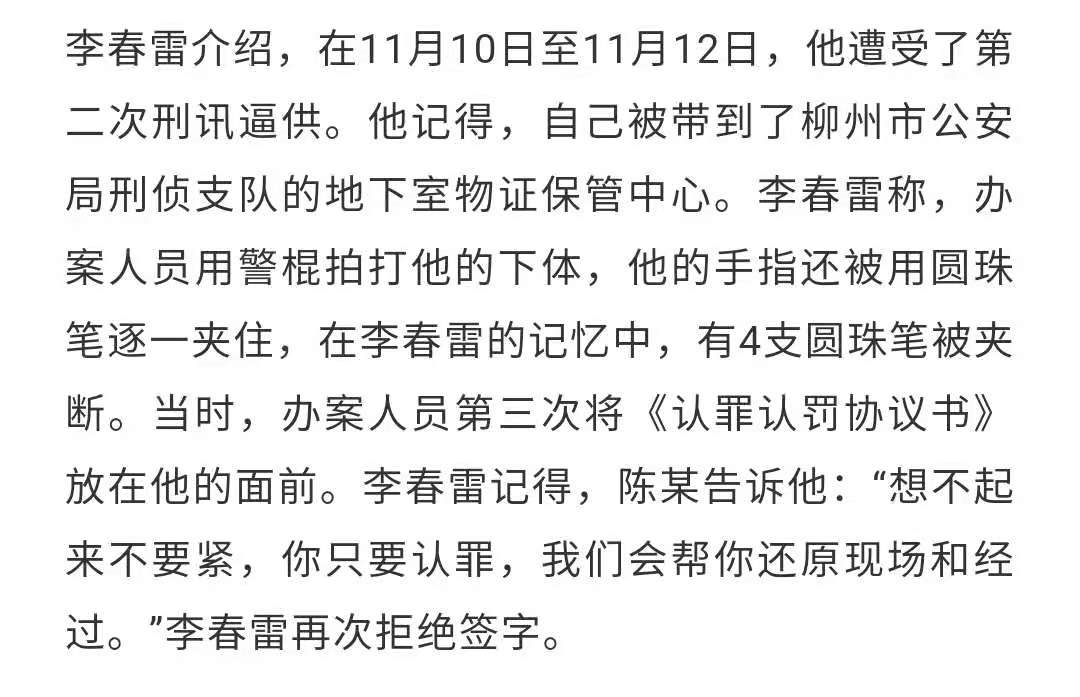 李春雷介绍，在11月10日至11月12日，他遭受了第
二次刑讯逼供。他记得，自己被带到了柳州市公安
局刑侦支队的地下室物证保管中心。李春雷称，办
案人员用警棍拍打他的下体，他的手指还被用圆珠
笔逐一夹住，在李春雷的记忆中，有4支圆珠笔被夹
断。当时，办案人员第三次将《认罪认罚协议书》
放在他的面前。李春雷记得，陈某告诉他：“想不起
来不要紧，你只要认罪，我们会帮你还原现场和经
过。”李春雷再次拒绝签字。